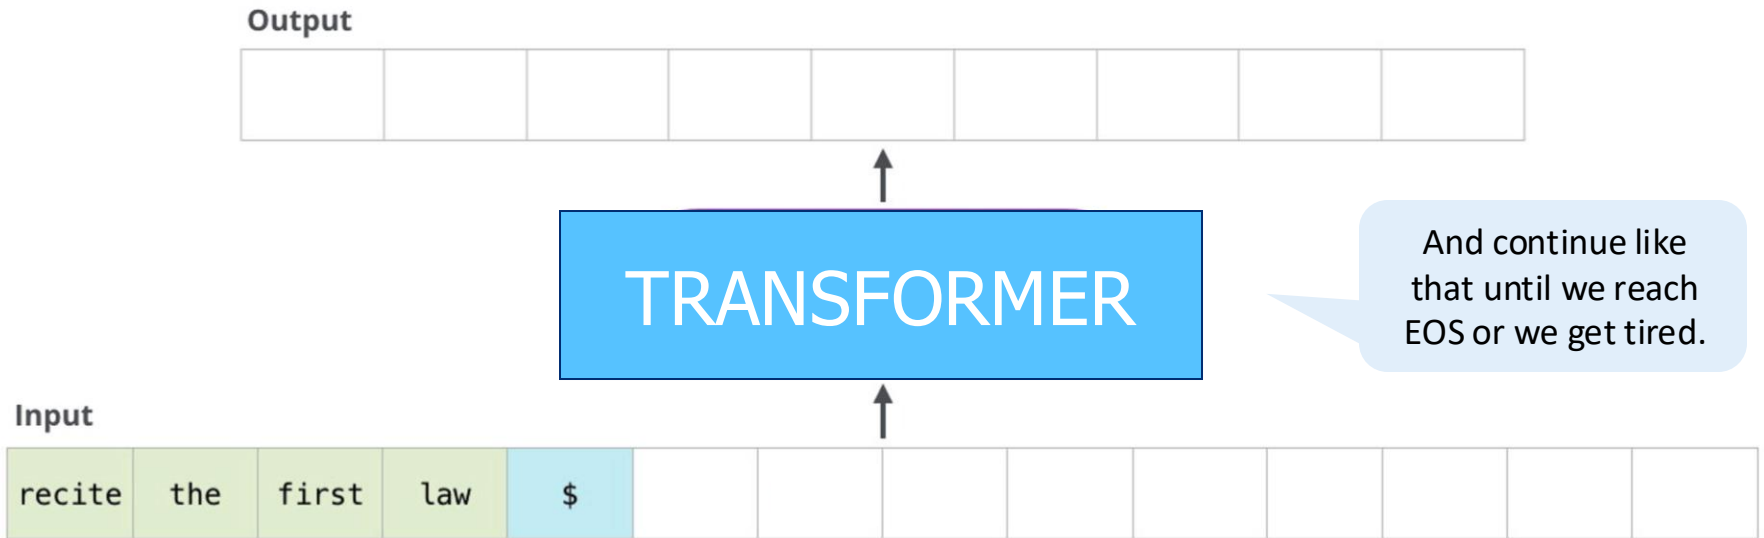 Output
TRANSFORMER
And continue like
that until we reach
EOS or we get tired.
Input
recite the first law $